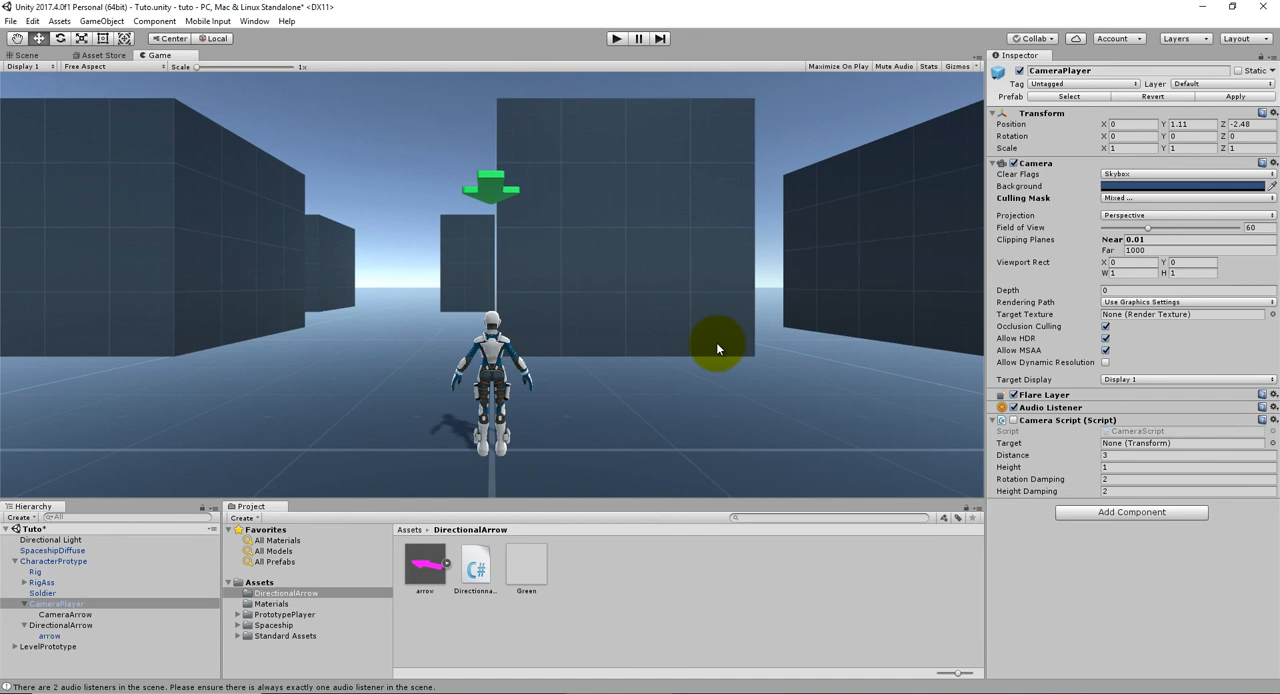 Unity 2017.4.0f1 Personal (64bit) - Tuto.unity - tuto - PC, Mac & Linux Standalone* <DX11>
File Edit Assets GameObject Component Mobile Input Window Help
Center Local Collab Account Layers Layout
Scene Asset Store Game
Display 1 Free Aspect Scale 1x Maximize On Play Mute Audio Stats Gizmos
Inspector
CameraPlayer Static
Tag Untagged Layer Default
Prefab Select Revert Apply
Transform
Position X 0 Y 1.11 Z -2.48
Rotation X 0 Y 0 Z 0
Scale X 1 Y 1 Z 1
Camera
Clear Flags Skybox
Background
Culling Mask Mixed ...
Projection Perspective
Field of View 60
Clipping Planes Near 0.01
Far 1000
Viewport Rect X 0 Y 0
W 1 H 1
Depth 0
Rendering Path Use Graphics Settings
Target Texture None (Render Texture)
Occlusion Culling
Allow HDR
Allow MSAA
Allow Dynamic Resolution
Target Display Display 1
Flare Layer
Audio Listener
Camera Script (Script)
Script CameraScript
Target None (Transform)
Distance 3
Height 1
Rotation Damping 2
Height Damping 2
Add Component
Hierarchy
Create All
Tuto*
Directional Light
SpaceshipDiffuse
CharacterProtype
Rig
RigAss
Soldier
CameraPlayer
CameraArrow
DirectionalArrow
arrow
LevelPrototype
Project
Create
Favorites
All Materials
All Models
All Prefabs
Assets
DirectionalArrow
Materials
PrototypePlayer
Spaceship
Standard Assets
Assets DirectionalArrow
C#
arrow Directionna... Green
There are 2 audio listeners in the scene. Please ensure there is always exactly one audio listener in the scene.